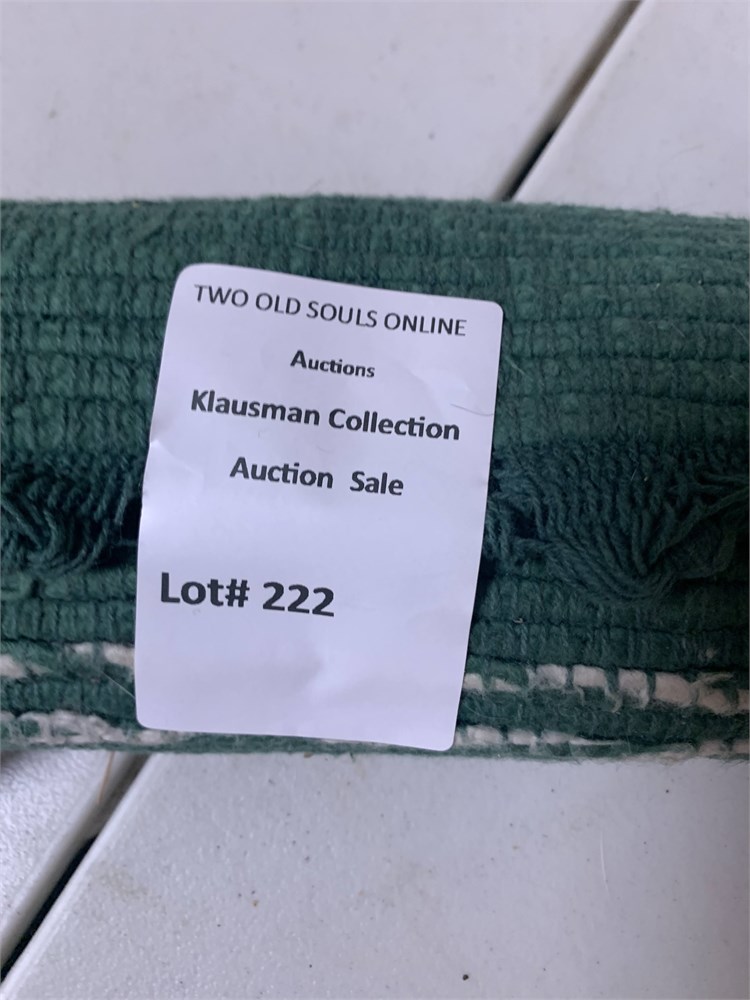 TWO OLD SOULS ONLINE
Auctions
Klausman Collection
Auction Sale
Lot# 222